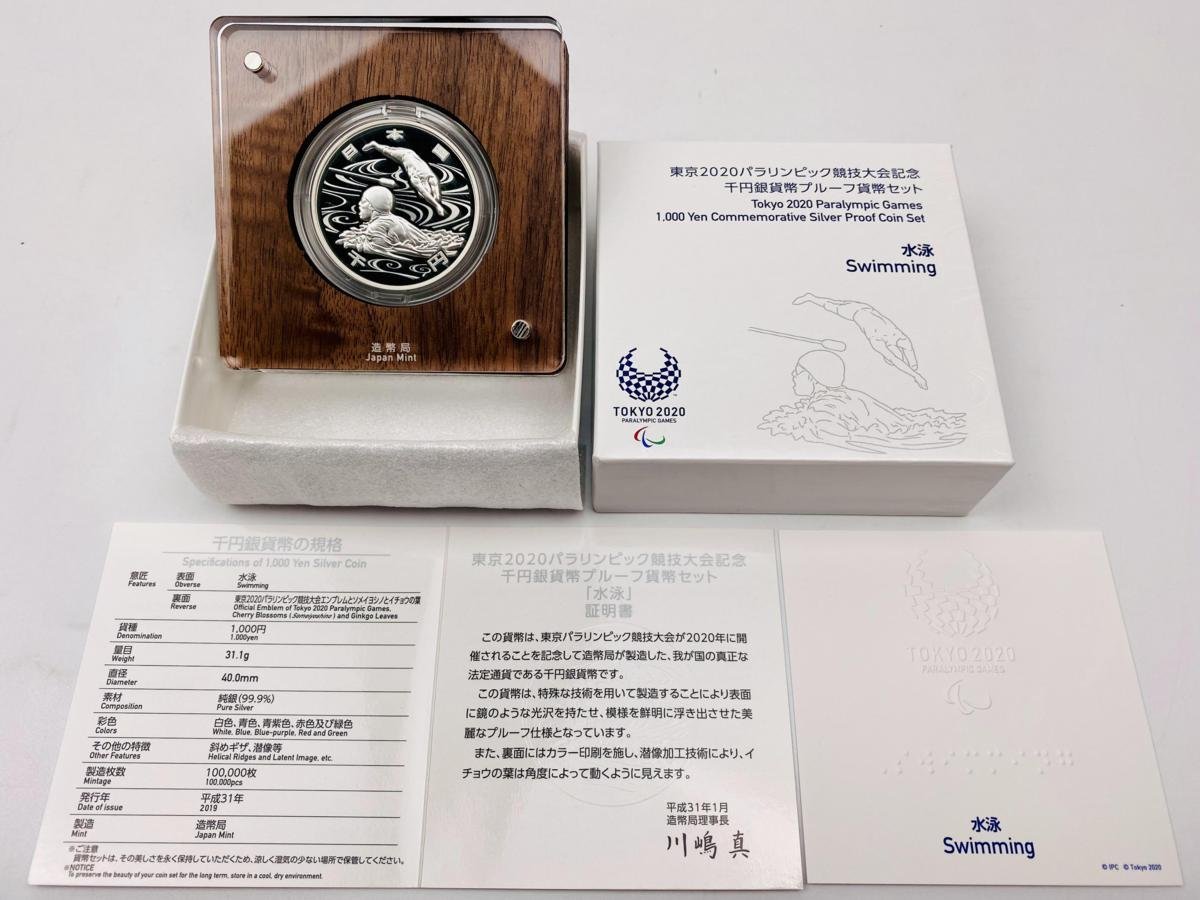 日本国
千円
造幣局
Japan Mint
東京2020パラリンピック競技大会記念
千円銀貨幣プルーフ貨幣セット
Tokyo 2020 Paralympic Games
1,000 Yen Commemorative Silver Proof Coin Set
水泳
Swimming
TOKYO 2020
PARALYMPIC GAMES
千円銀貨幣の規格
Specifications of 1,000 Yen Silver Coin
意匠 表面 水泳
Features Obverse Swimming
裏面 東京2020パラリンピック競技大会エンブレムとソメイヨシノとイチョウの葉
Reverse Official Emblem of Tokyo 2020 Paralympic Games,
Cherry Blossoms (Someiyoshino) and Ginkgo Leaves
貨種 1,000円
Denomination 1,000yen
量目 31.1g
Weight
直径 40.0mm
Diameter
素材 純銀(99.9%)
Composition Pure Silver
彩色 白色、青色、青紫色、赤色及び緑色
Colors White, Blue, Blue-purple, Red and Green
その他の特徴 斜めギザ、潜像等
Other Features Helical Ridges and Latent Image, etc.
製造枚数 100,000枚
Mintage 100,000pcs
発行年 平成31年
Date of issue 2019
製造 造幣局
Mint Japan Mint
※ご注意
貨幣セットは、その美しさを永く保持していただくため、涼しく湿気の少ない場所で保管してください。
※NOTICE
To preserve the beauty of your coin set for the long term, store in a cool, dry environment.
東京2020パラリンピック競技大会記念
千円銀貨幣プルーフ貨幣セット
「水泳」
証明書
この貨幣は、東京パラリンピック競技大会が2020年に開
催されることを記念して造幣局が製造した、我が国の真正な
法定通貨である千円銀貨幣です。
この貨幣は、特殊な技術を用いて製造することにより表面
に鏡のような光沢を持たせ、模様を鮮明に浮き出させた美
麗なプルーフ仕様となっています。
また、裏面にはカラー印刷を施し、潜像加工技術により、イ
チョウの葉は角度によって動くように見えます。
平成31年1月
造幣局理事長
川嶋 真
TOKYO 2020
PARALYMPIC GAMES
水泳
Swimming
© IPC © Tokyo 2020